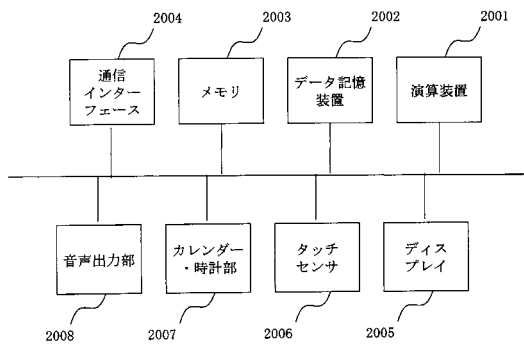 2004
2003
2002
2001
通信
インター
フェース
メモリ
データ記憶
装置
演算装置
音声出力部
カレンダー
・時計部
タッチ
センサ
ディス
プレイ
2008
2007
2006
2005